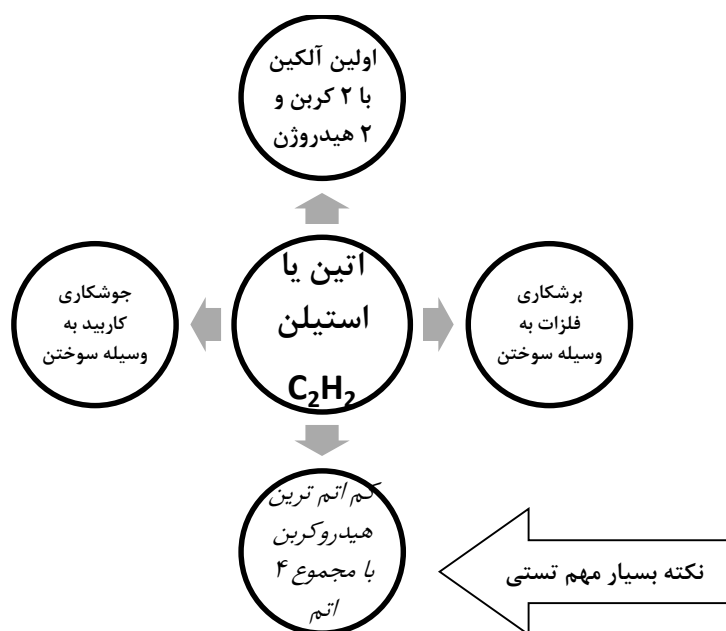 اولین آلکین
با ۲ کربن و
۲ هیدروژن
اتین یا
استیلن
C₂H₂
برشکاری
فلزات به
وسیله سوختن
جوشکاری
کاربید به
وسیله سوختن
کم اتم ترین
هیدروکربن
با مجموع ۴
اتم
نکته بسیار مهم تستی